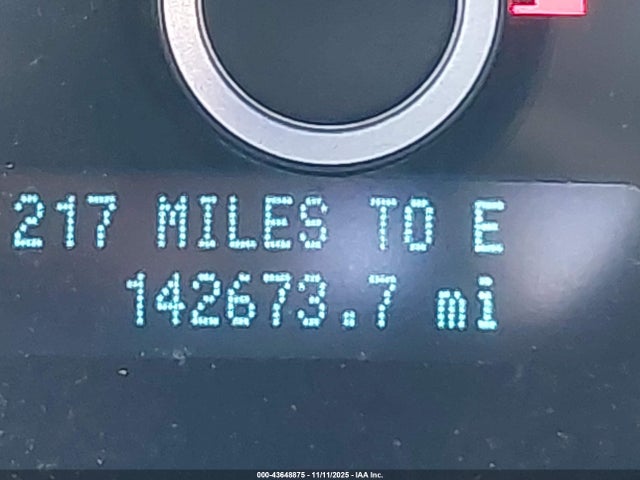 217 MILES TO E
142673.7 mi
000-43648875 - 11/11/2025 - IAA Inc.